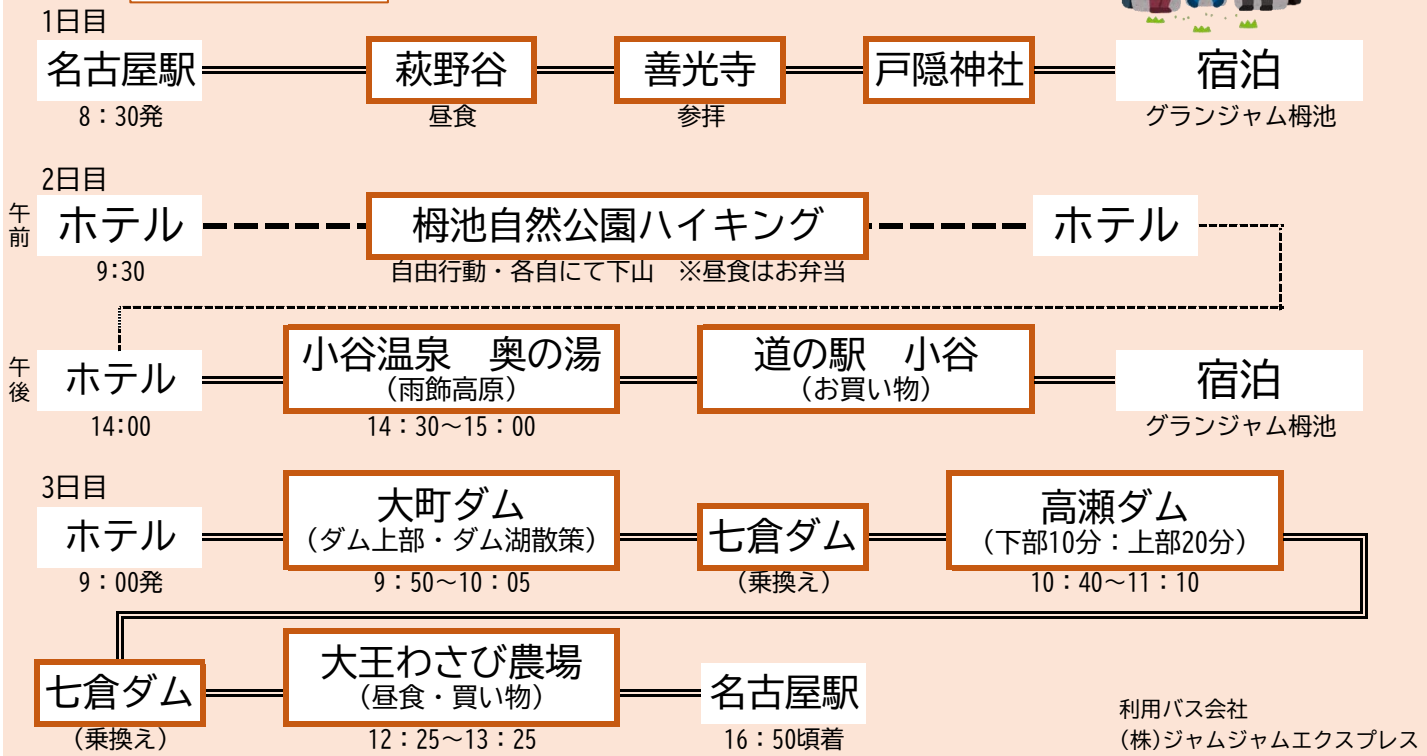 1日目
名古屋駅 萩野谷 善光寺 戸隠神社 宿泊
8：30発 昼食 参拝 グランジャム栂池
2日目
午前
ホテル 栂池自然公園ハイキング ホテル
9:30 自由行動・各自にて下山　※昼食はお弁当
午後
ホテル 小谷温泉　奥の湯 道の駅　小谷 宿泊
（雨飾高原） （お買い物）
14:00 14：30～15：00 グランジャム栂池
3日目
ホテル 大町ダム 七倉ダム 高瀬ダム
（ダム上部・ダム湖散策） （下部10分：上部20分）
9：00発 9：50～10：05 （乗換え） 10：40～11：10
七倉ダム 大王わさび農場 名古屋駅
（昼食・買い物）
（乗換え） 12：25～13：25 16：50頃着
利用バス会社
(株)ジャムジャムエクスプレス